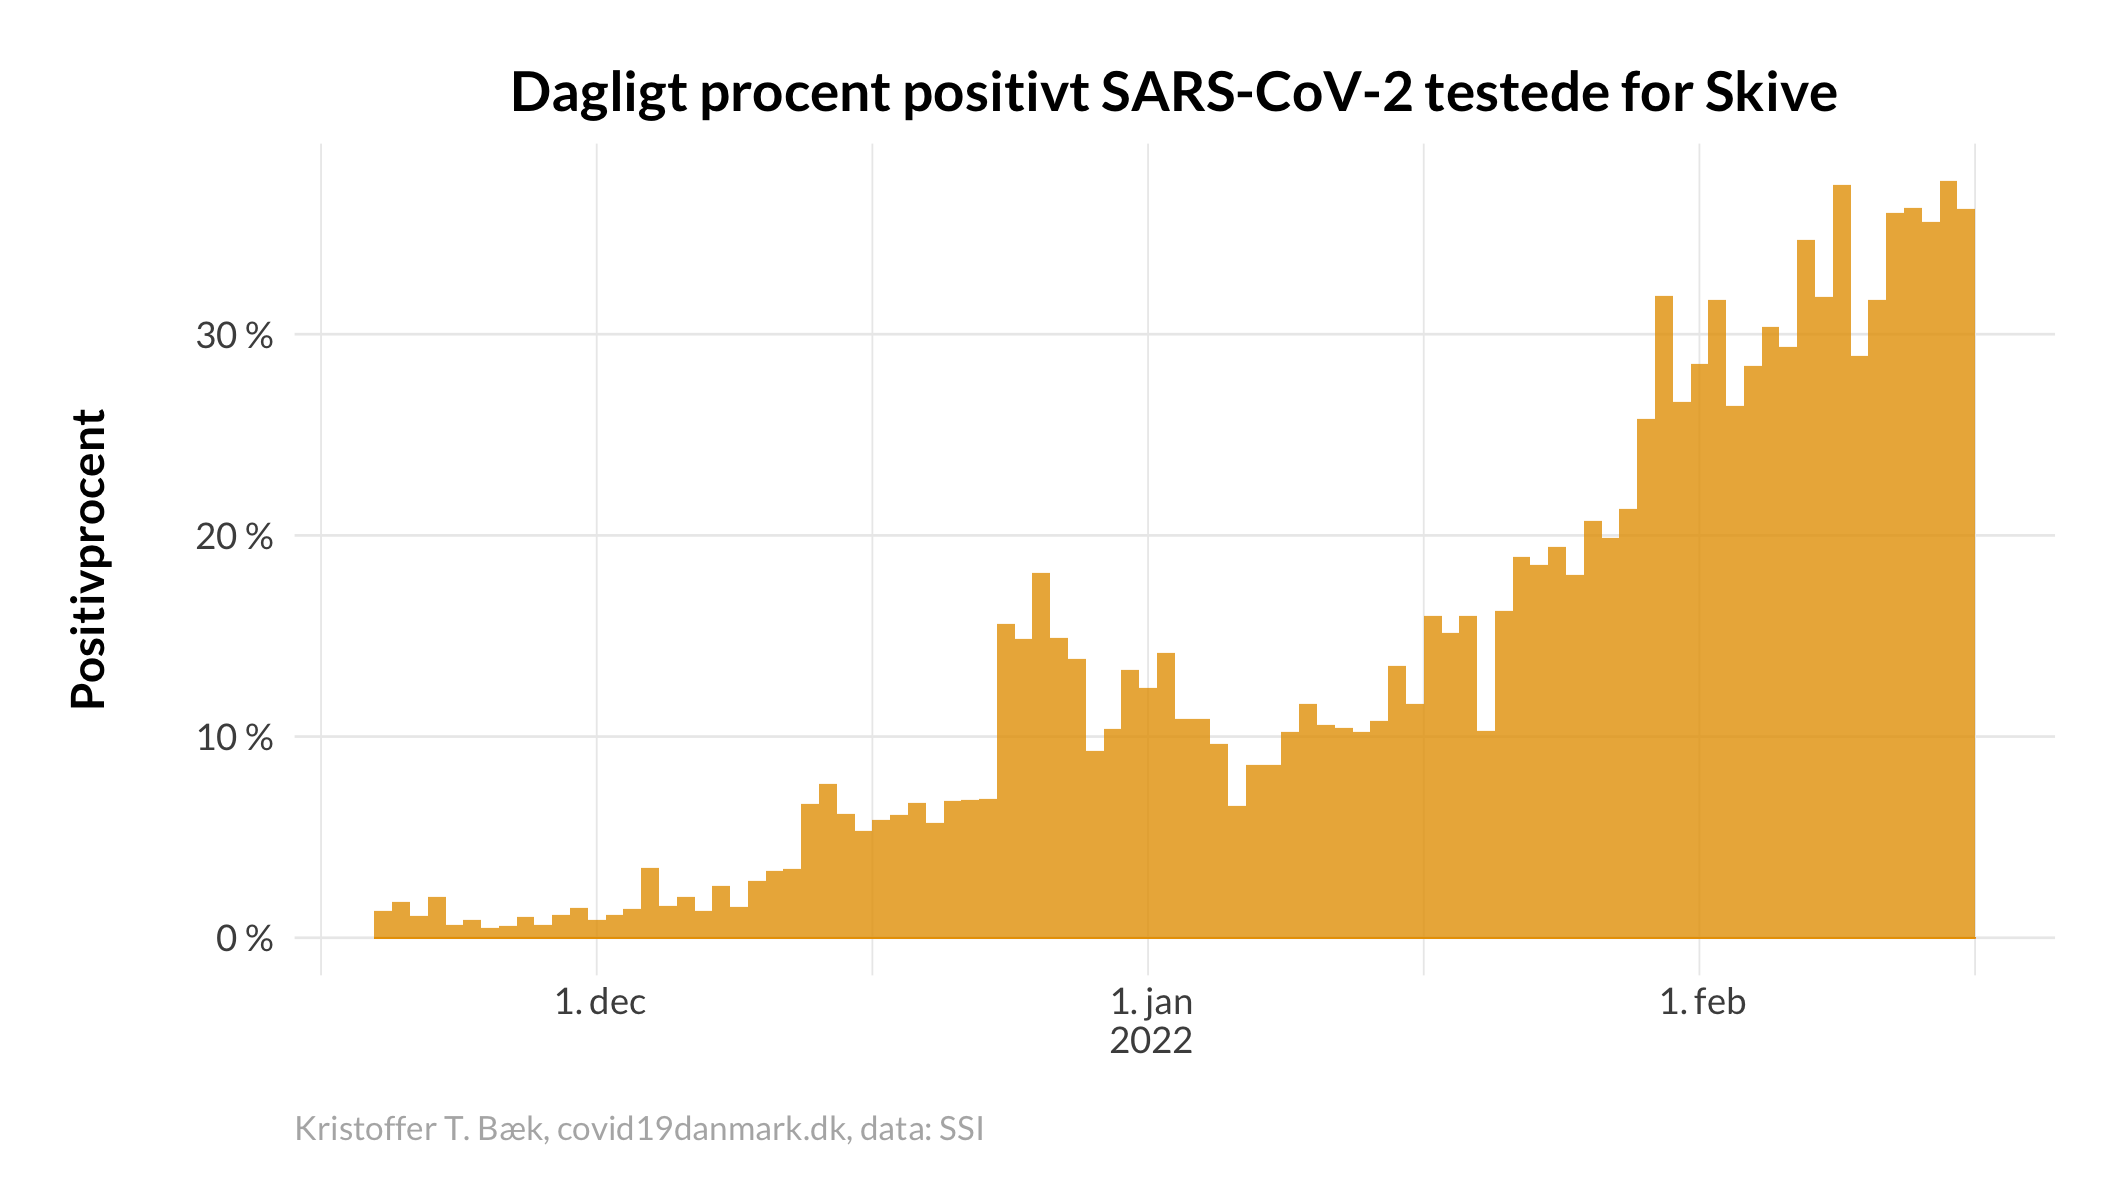 Dagligt procent positivt SARS-CoV-2 testede for Skive
Positivprocent
30 %
20 %
10 %
0 %
1. dec
1. jan
2022
1. feb
Kristoffer T. Bæk, covid19danmark.dk, data: SSI